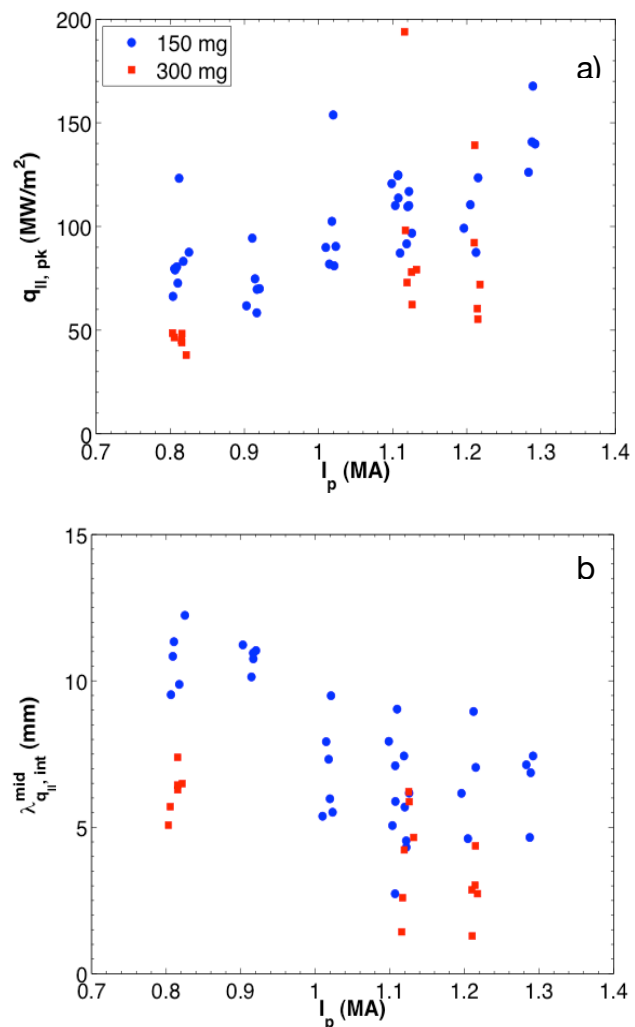 200
150 mg
300 mg
a)
150
q||, pk (MW/m²)
100
50
0
0.7 0.8 0.9 1 1.1 1.2 1.3 1.4
Ip (MA)
15
b
10
λ^mid_q||, int (mm)
5
0
0.7 0.8 0.9 1 1.1 1.2 1.3 1.4
Ip (MA)